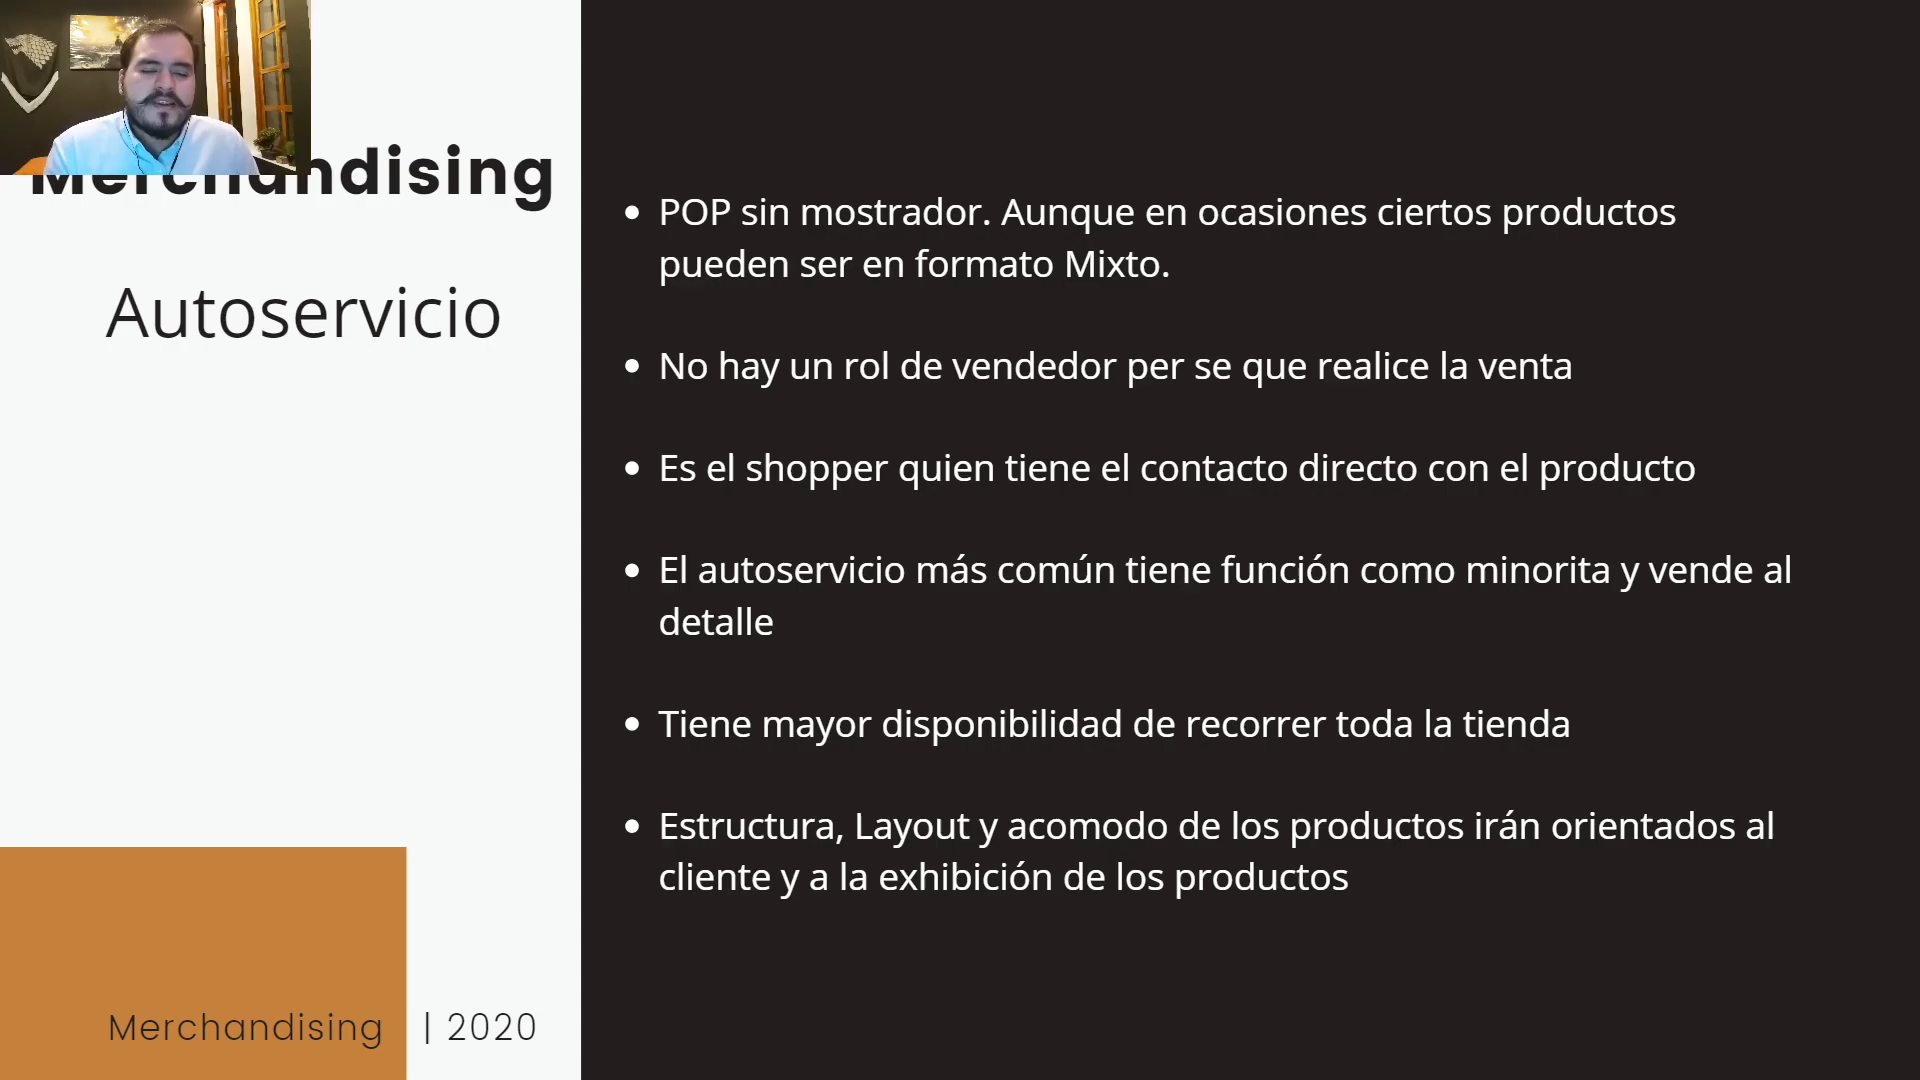 Merchandising
Autoservicio
• POP sin mostrador. Aunque en ocasiones ciertos productos
pueden ser en formato Mixto.
• No hay un rol de vendedor per se que realice la venta
• Es el shopper quien tiene el contacto directo con el producto
• El autoservicio más común tiene función como minorita y vende al
detalle
• Tiene mayor disponibilidad de recorrer toda la tienda
• Estructura, Layout y acomodo de los productos irán orientados al
cliente y a la exhibición de los productos
Merchandising | 2020